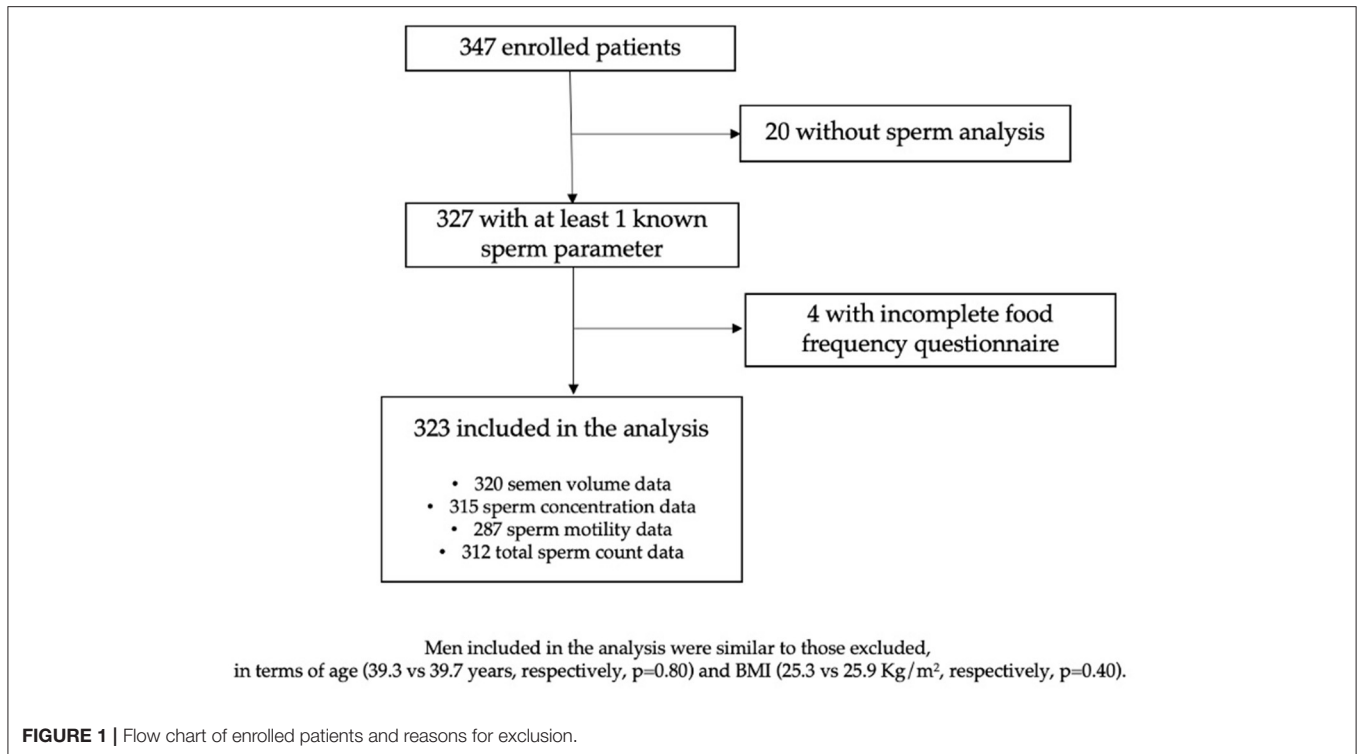 347 enrolled patients
20 without sperm analysis
327 with at least 1 known
sperm parameter
4 with incomplete food
frequency questionnaire
323 included in the analysis
• 320 semen volume data
• 315 sperm concentration data
• 287 sperm motility data
• 312 total sperm count data
Men included in the analysis were similar to those excluded,
in terms of age (39.3 vs 39.7 years, respectively, p=0.80) and BMI (25.3 vs 25.9 Kg/m², respectively, p=0.40).
FIGURE 1 | Flow chart of enrolled patients and reasons for exclusion.